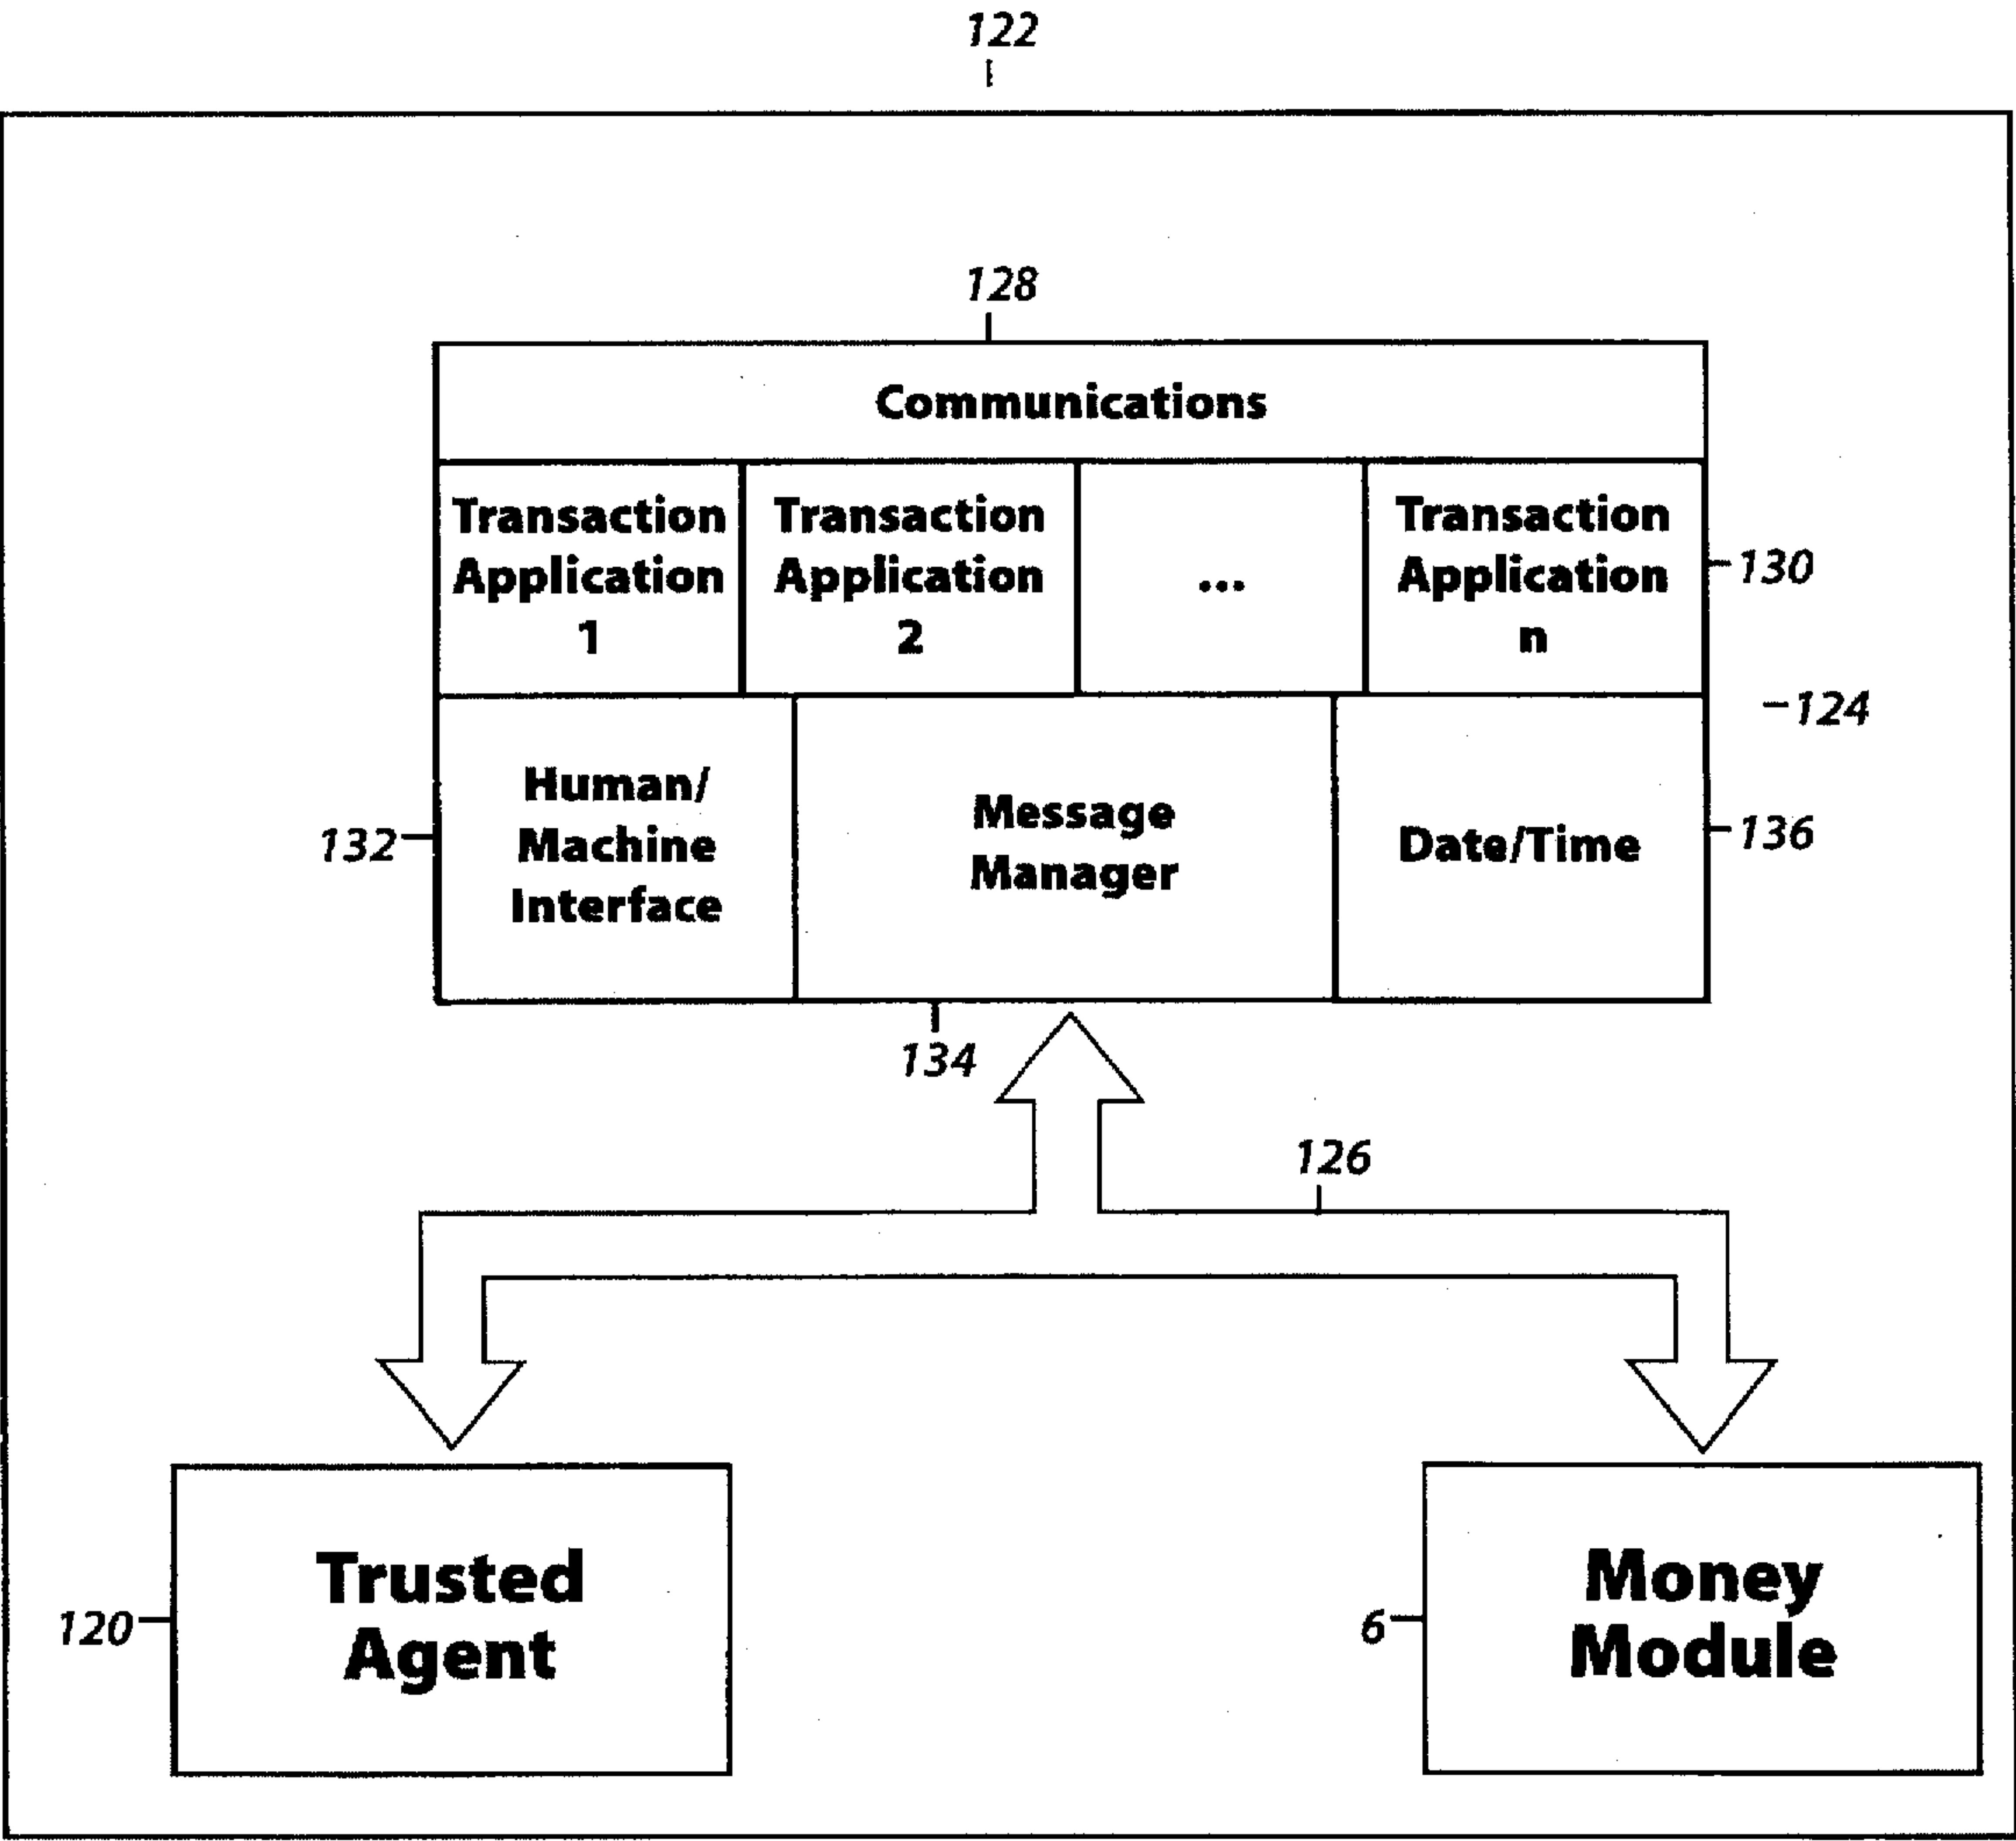 122
128
Communications
Transaction
Application
1
Transaction
Application
2
...
Transaction
Application
n
130
124
Human/
Machine
Interface
132
Message
Manager
Date/Time
136
134
126
Trusted
Agent
120
Money
Module
6